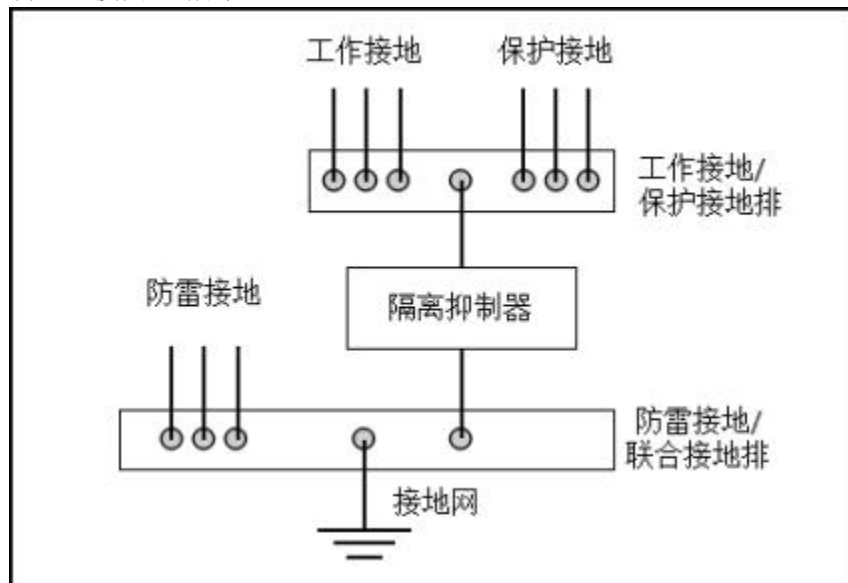 工作接地
保护接地
工作接地/
保护接地排
防雷接地
隔离抑制器
防雷接地/
联合接地排
接地网